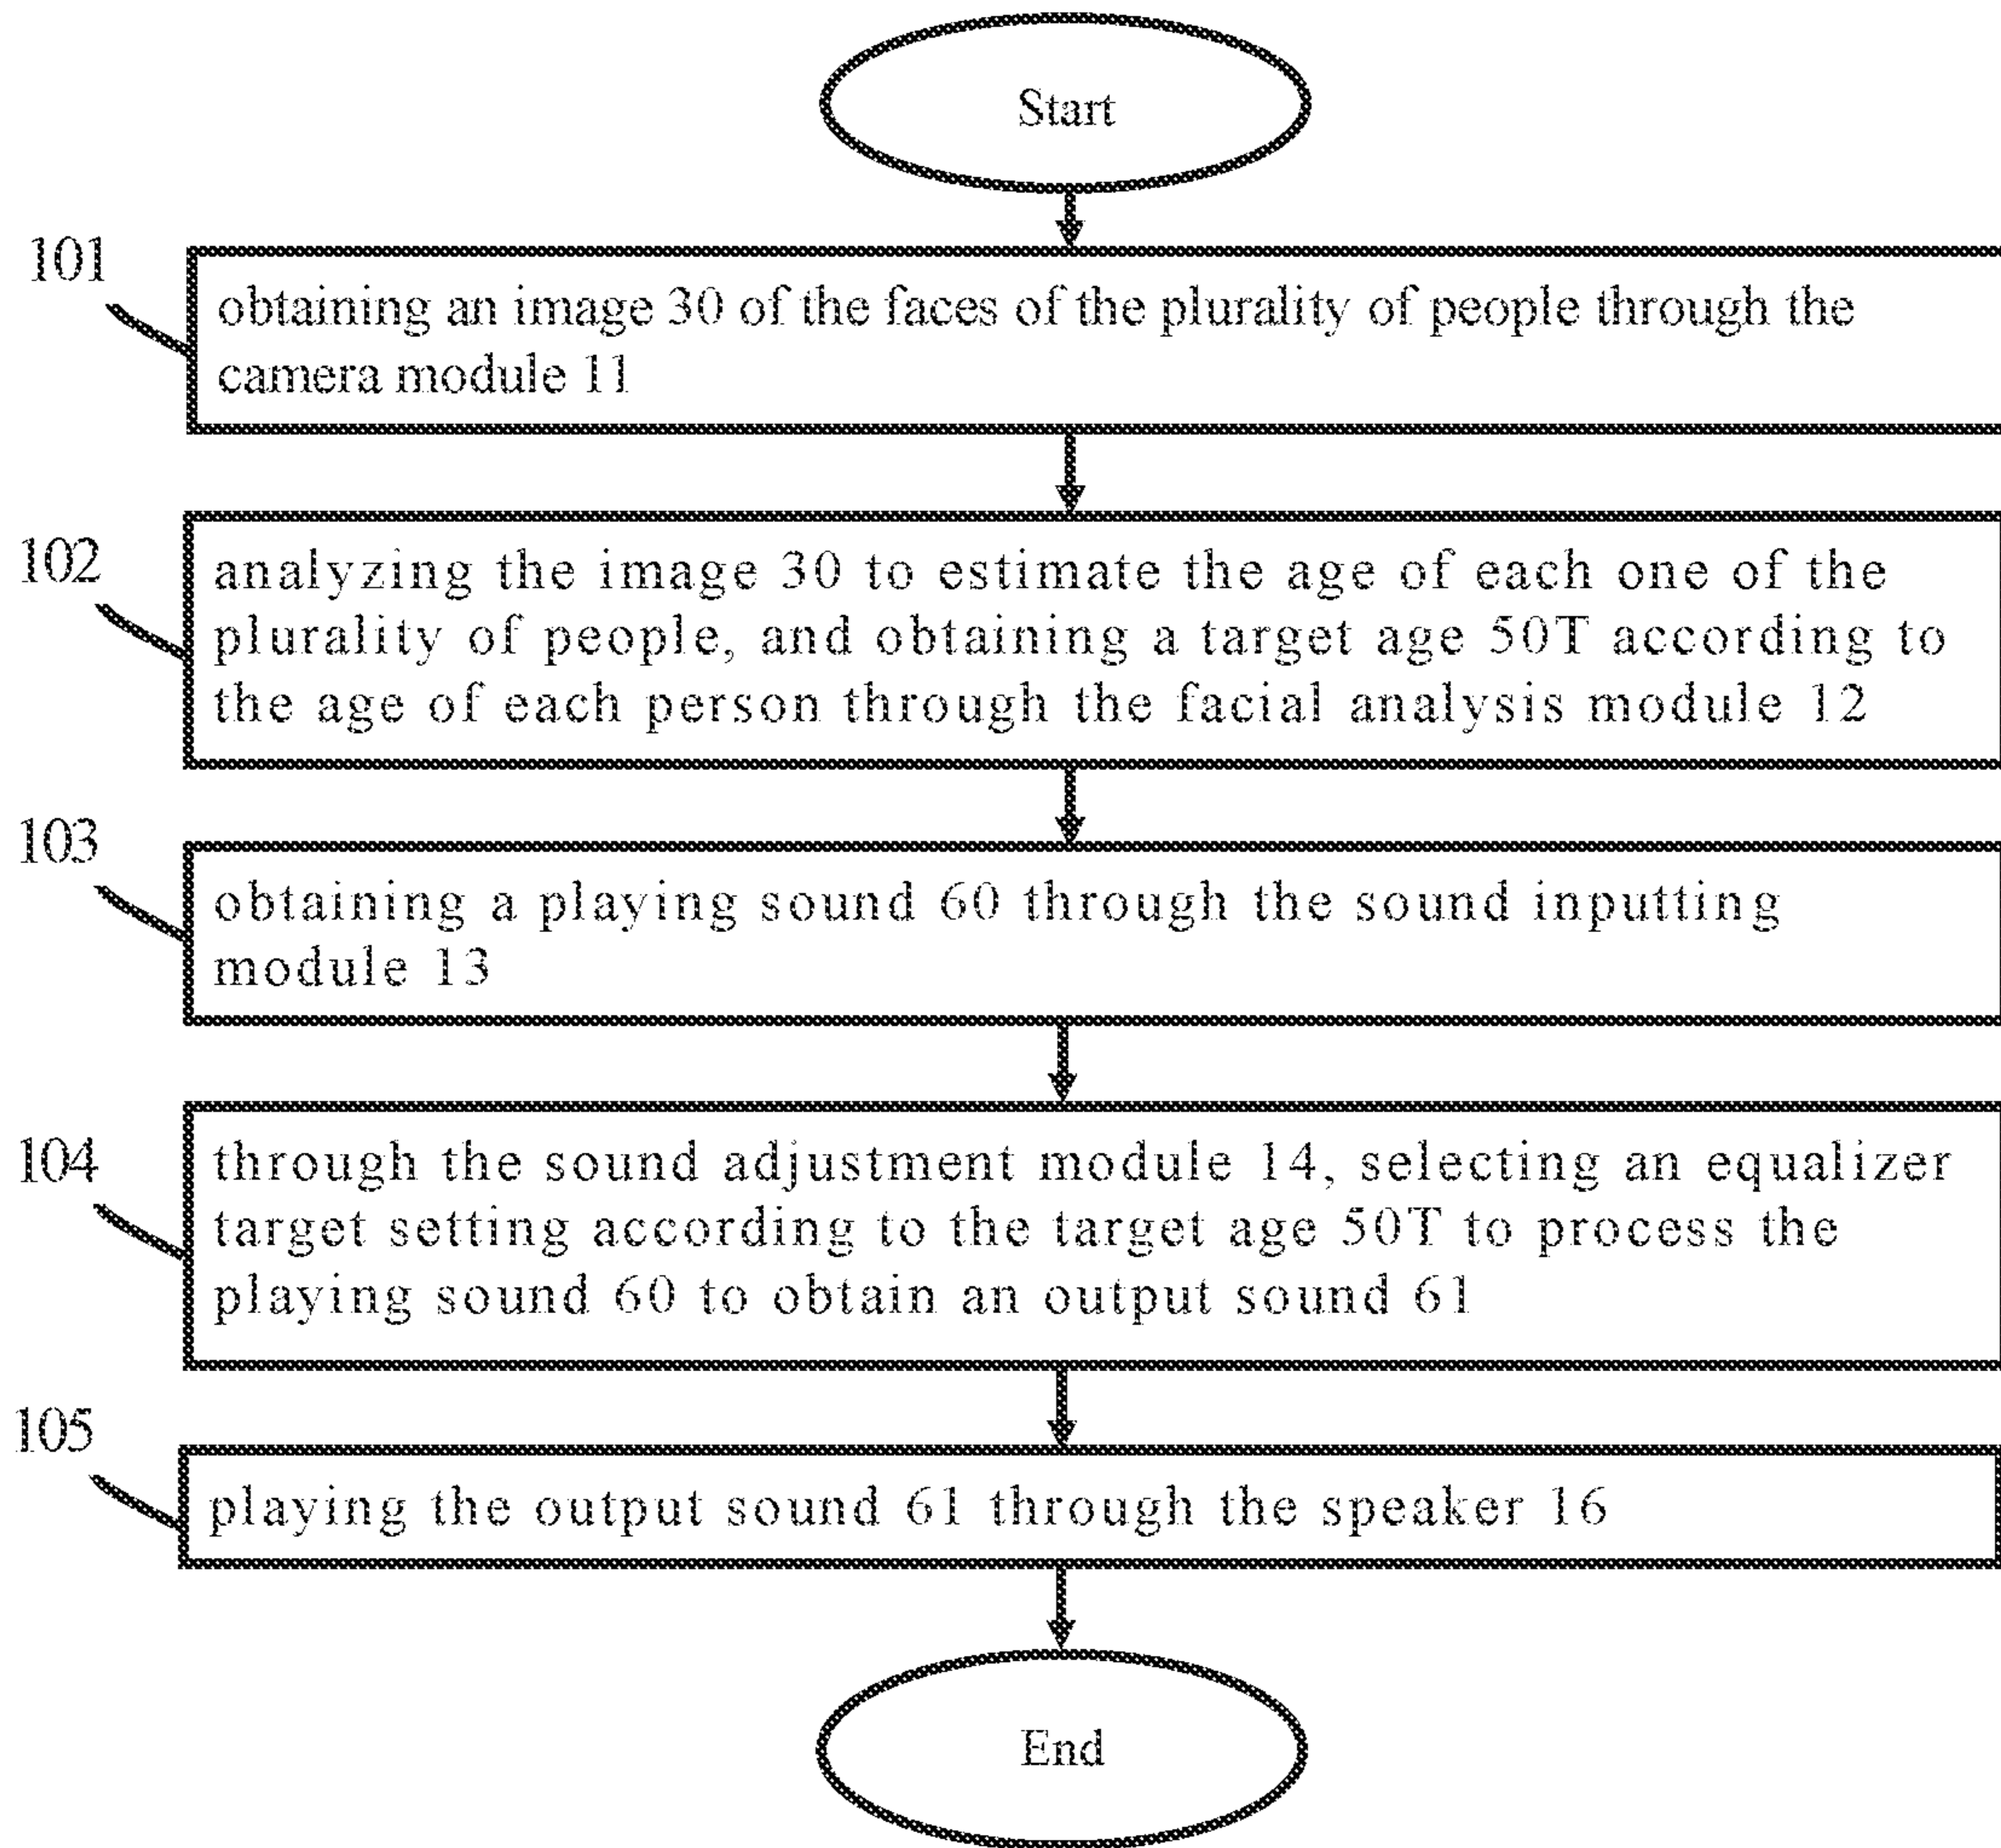 Start
101
obtaining an image 30 of the faces of the plurality of people through the
camera module 11
102
analyzing the image 30 to estimate the age of each one of the
plurality of people, and obtaining a target age 50T according to
the age of each person through the facial analysis module 12
103
obtaining a playing sound 60 through the sound inputting
module 13
104
through the sound adjustment module 14, selecting an equalizer
target setting according to the target age 50T to process the
playing sound 60 to obtain an output sound 61
105
playing the output sound 61 through the speaker 16
End